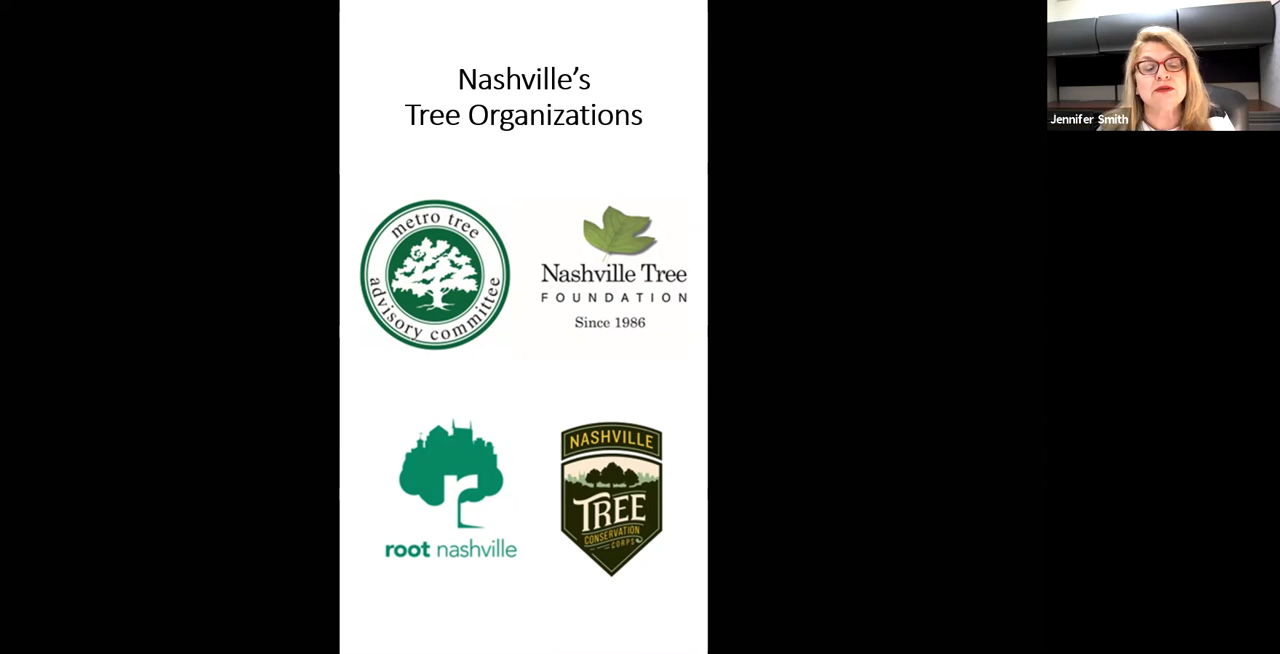 Nashville's
Tree Organizations
metro tree
advisory committee
Nashville Tree
FOUNDATION
Since 1986
root nashville
NASHVILLE
TREE
CONSERVATION
CORPS
Jennifer Smith